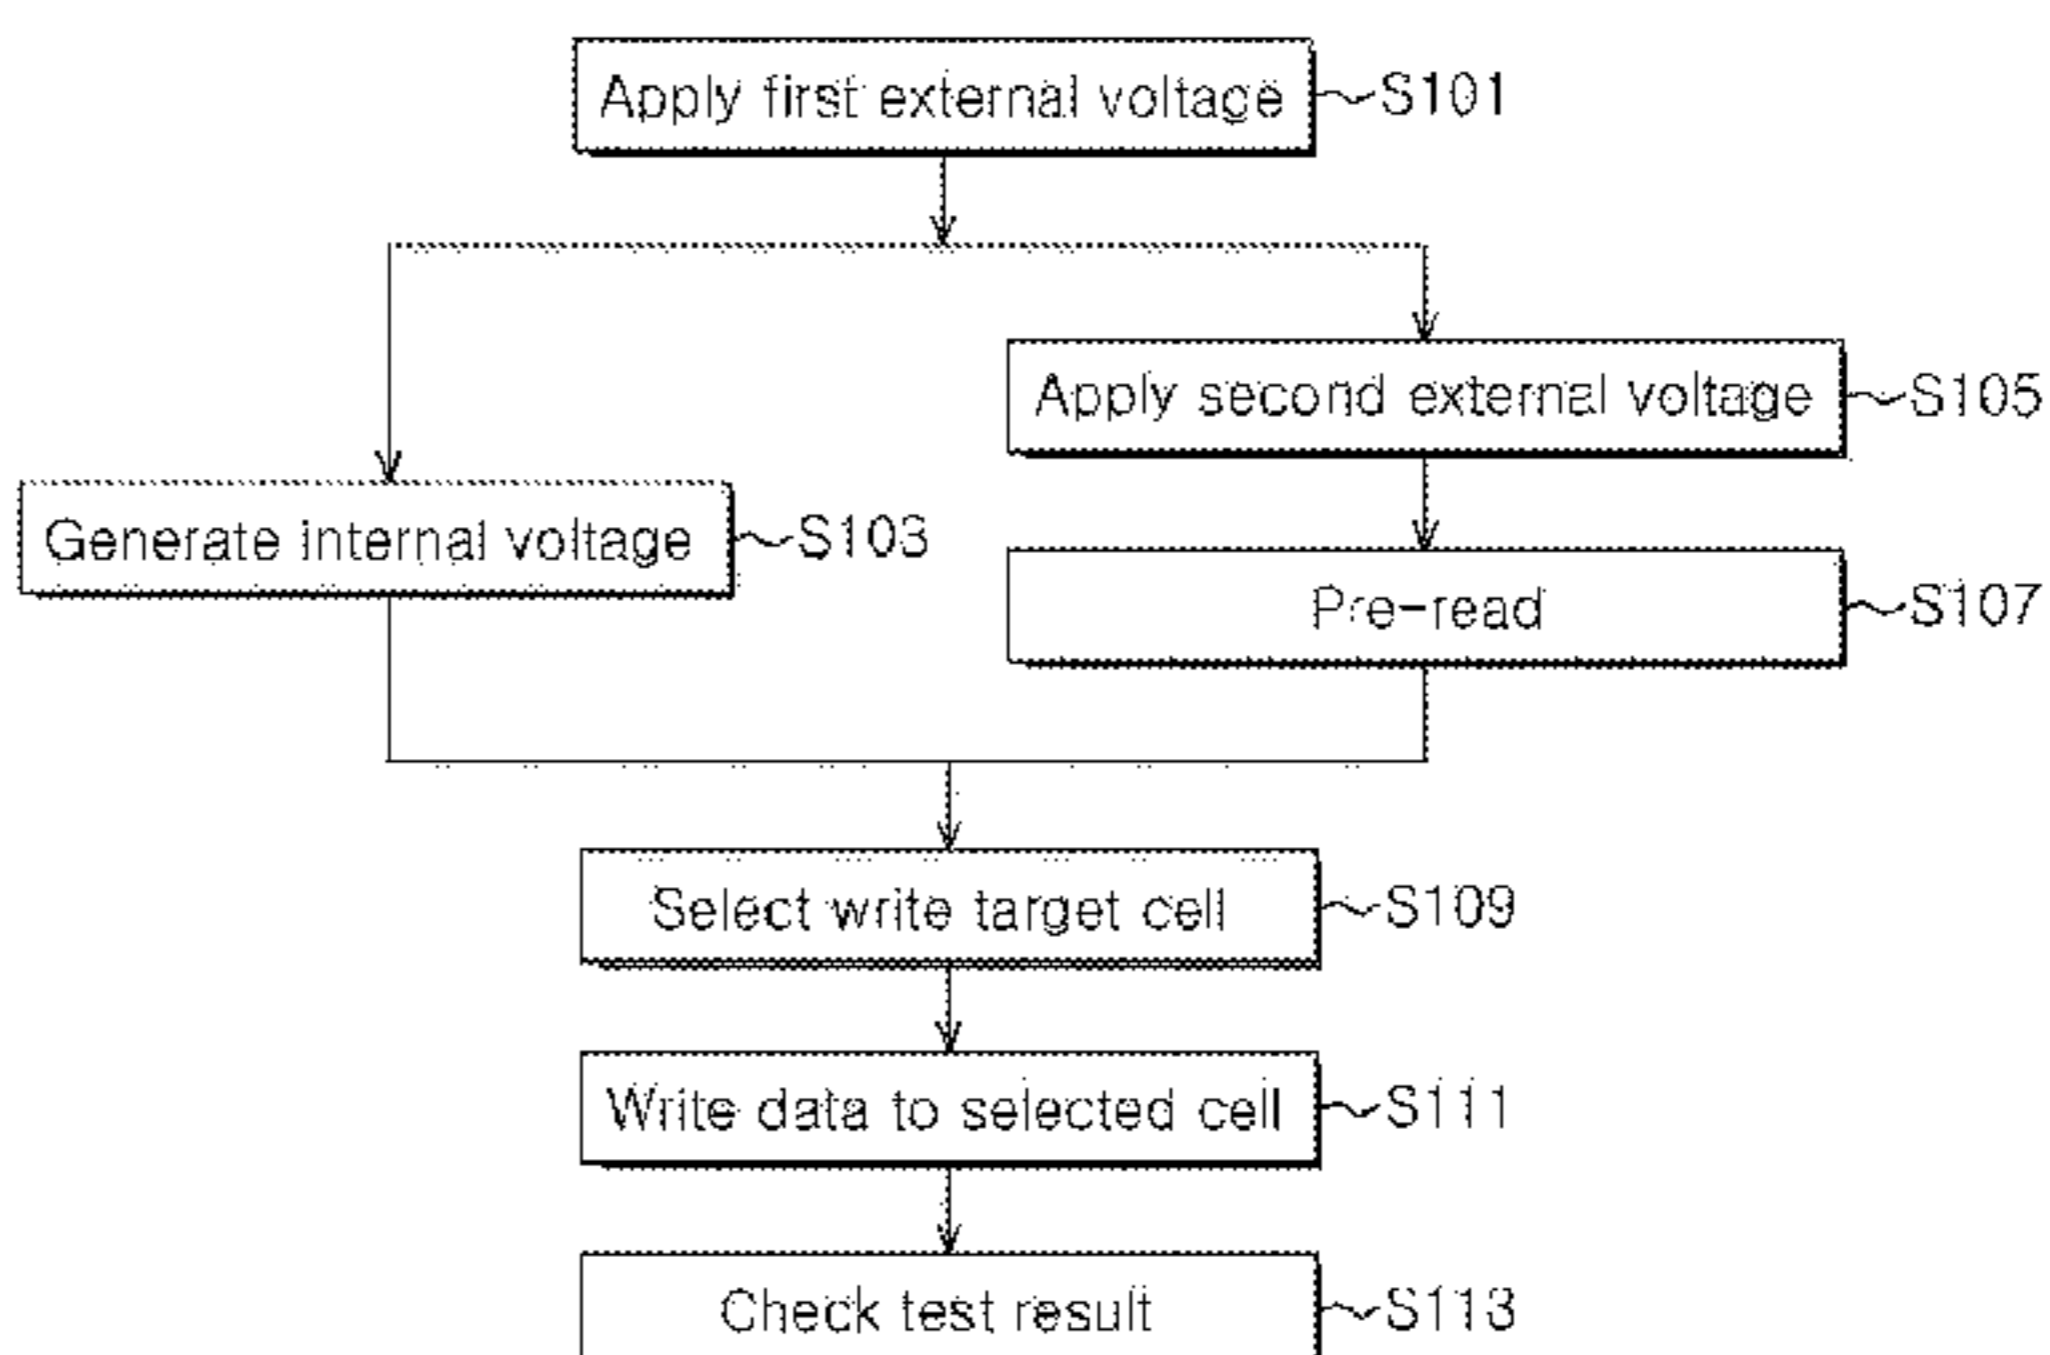 Apply first external voltage S101
Apply second external voltage S105
Generate internal voltage S103
Pre-read S107
Select write target cell S109
Write data to selected cell S111
Check test result S113